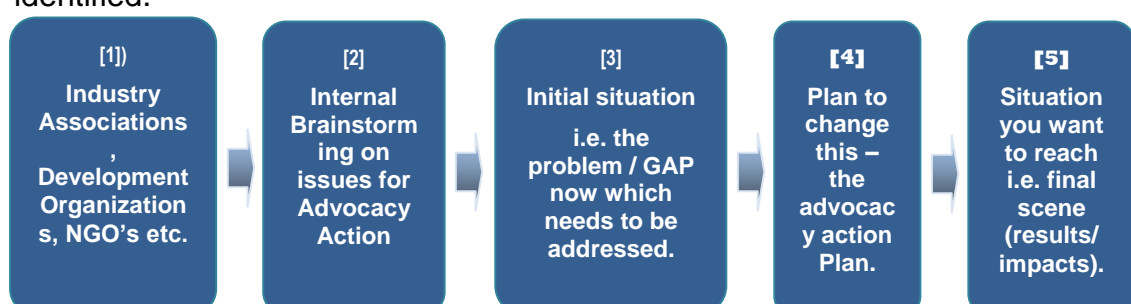 identified.
[1])
Industry
Associations
,
Development
Organization
s, NGO's etc.
[2]
Internal
Brainstorm
ing on
issues for
Advocacy
Action
[3]
Initial situation
i.e. the
problem / GAP
now which
needs to be
addressed.
[4]
Plan to
change
this –
the
advocac
y action
Plan.
[5]
Situation
you want
to reach
i.e. final
scene
(results/
impacts).